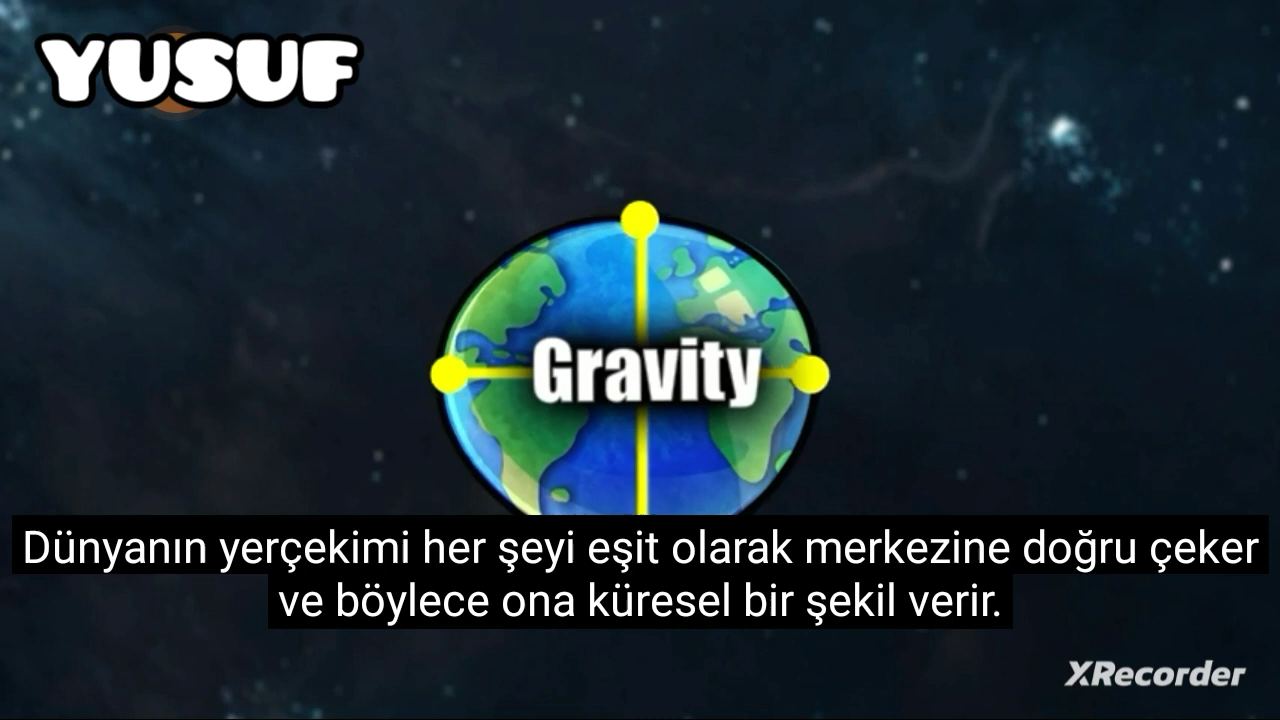 YUSUF
Gravity
Dünyanın yerçekimi her şeyi eşit olarak merkezine doğru çeker
ve böylece ona küresel bir şekil verir.
XRecorder